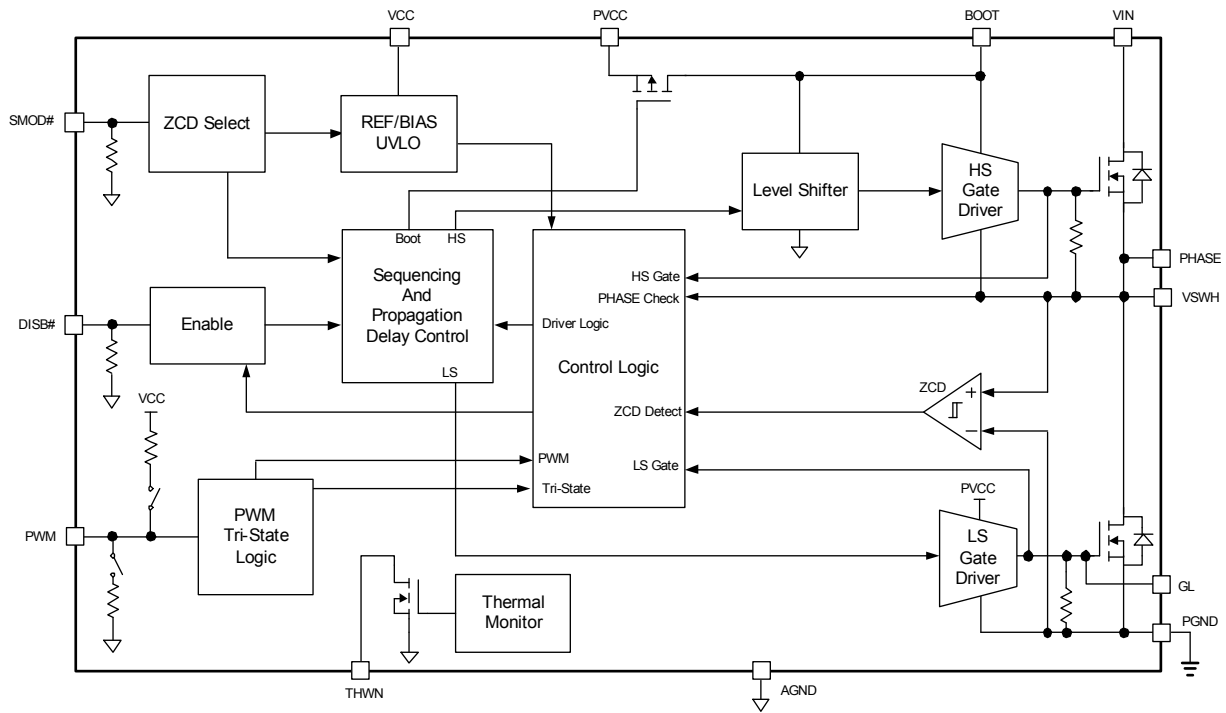 VCC
PVCC
BOOT
VIN
SMOD#
ZCD Select
REF/BIAS
UVLO
Level Shifter
HS
Gate
Driver
Boot
HS
Sequencing
And
Propagation
Delay Control
LS
HS Gate
PHASE Check
Driver Logic
Control Logic
ZCD Detect
LS Gate
PWM
Tri-State
PHASE
VSWH
DISB#
Enable
ZCD
+
−
VCC
PWM
PWM
Tri-State
Logic
PVCC
LS
Gate
Driver
GL
PGND
Thermal
Monitor
THWN
AGND